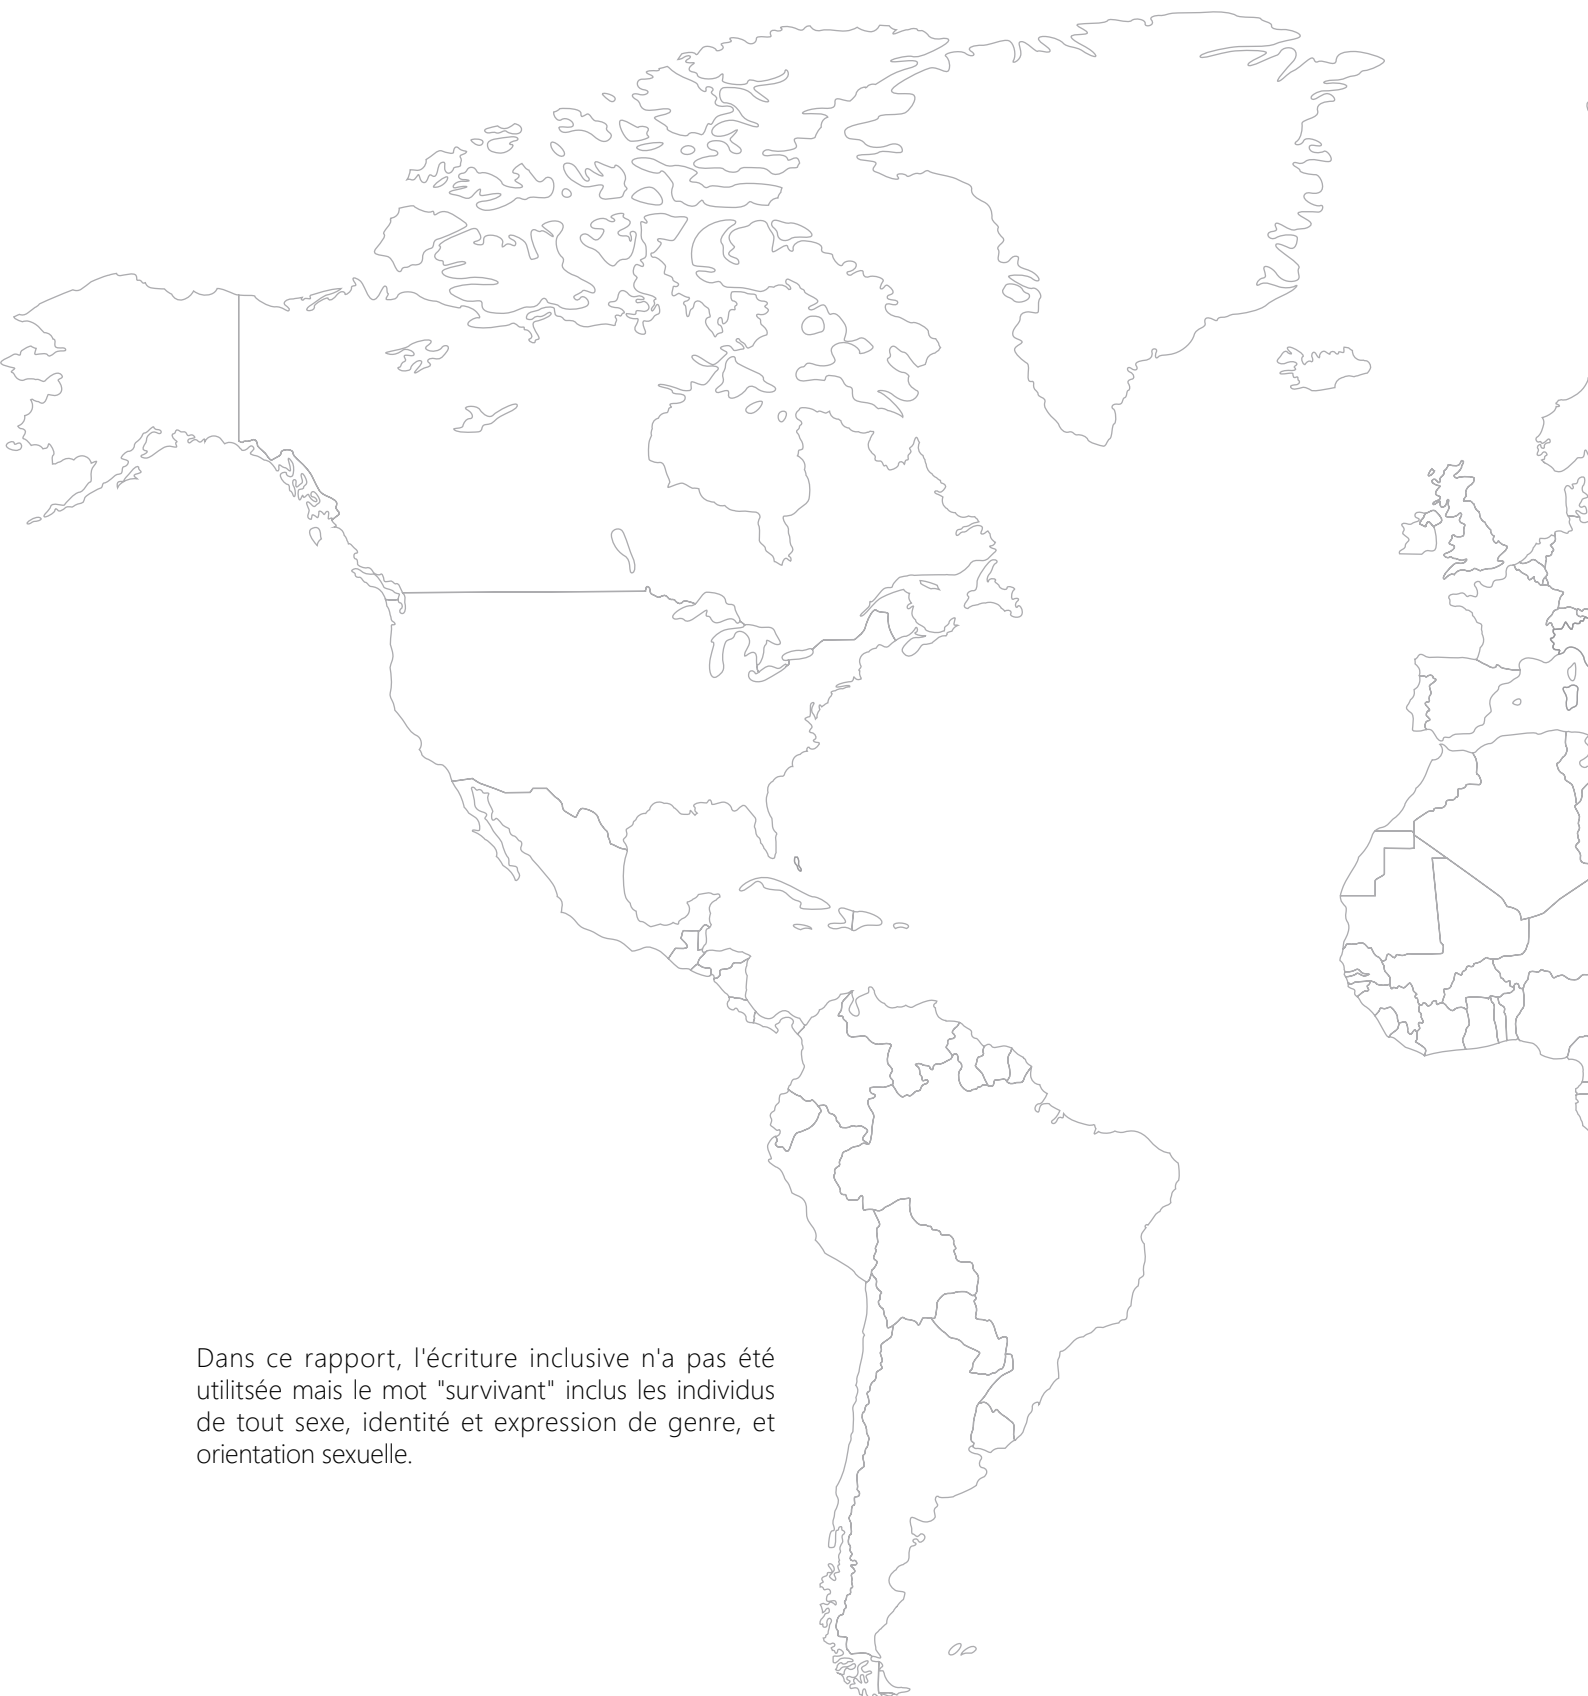 Dans ce rapport, l'écriture inclusive n'a pas été
utilitsée mais le mot "survivant" inclus les individus
de tout sexe, identité et expression de genre, et
orientation sexuelle.